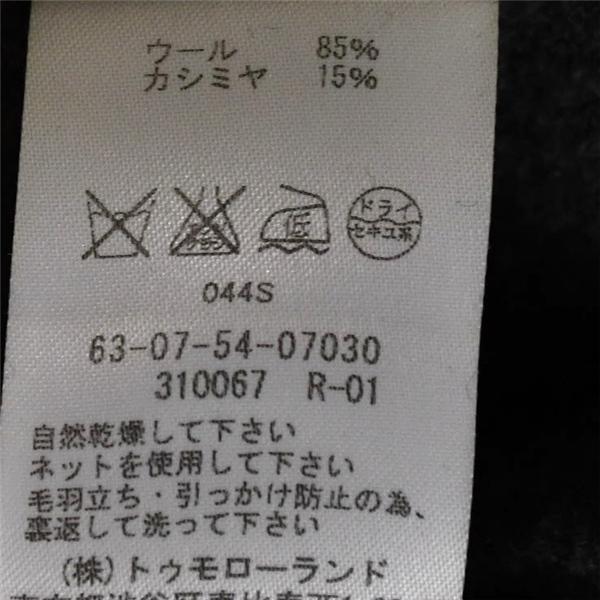 ウール 85%
カシミヤ 15%
低 ドライ
セキユ系
044S
63-07-54-07030
310067 R-01
自然乾燥して下さい
ネットを使用して下さい
毛羽立ち・引っかけ防止の為、
裏返して洗って下さい
(株)トゥモローランド